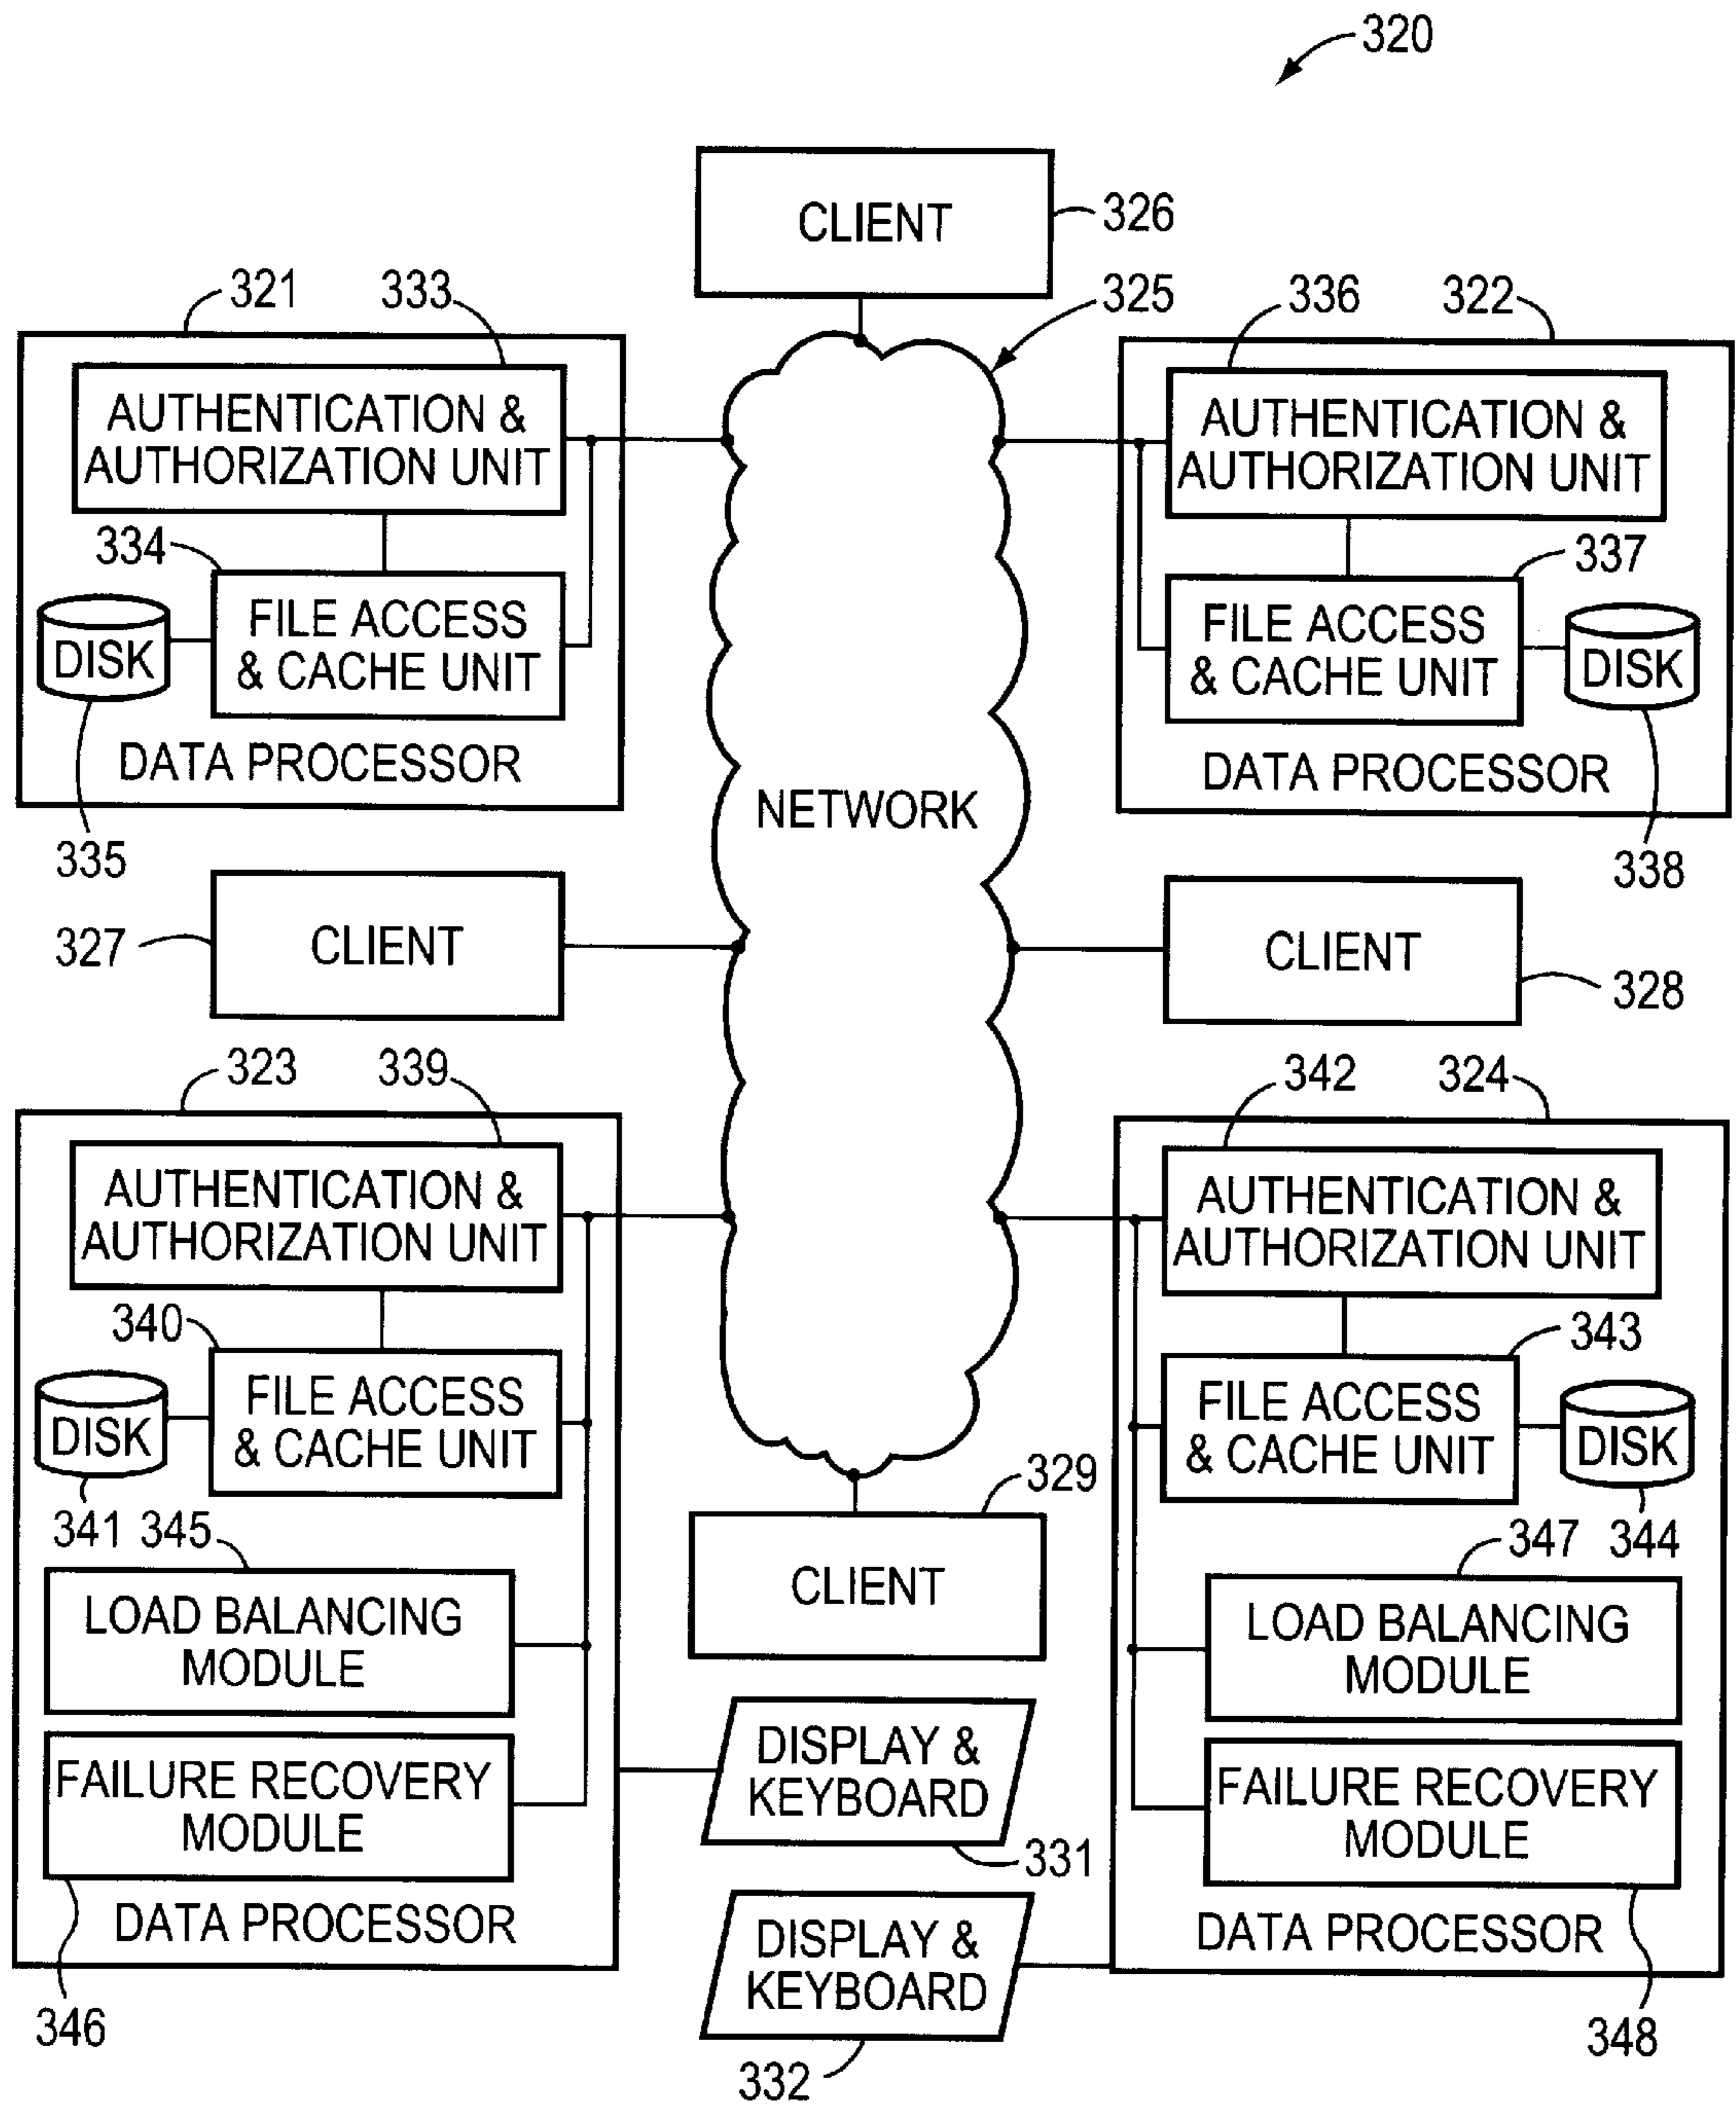 320
CLIENT
326
325
321
333
AUTHENTICATION &
AUTHORIZATION UNIT
334
FILE ACCESS
& CACHE UNIT
DISK
DATA PROCESSOR
335
336
322
AUTHENTICATION &
AUTHORIZATION UNIT
337
FILE ACCESS
& CACHE UNIT
DISK
DATA PROCESSOR
338
NETWORK
327
CLIENT
CLIENT
328
323
339
AUTHENTICATION &
AUTHORIZATION UNIT
340
FILE ACCESS
& CACHE UNIT
DISK
341
345
LOAD BALANCING
MODULE
FAILURE RECOVERY
MODULE
DATA PROCESSOR
346
342
324
AUTHENTICATION &
AUTHORIZATION UNIT
343
FILE ACCESS
& CACHE UNIT
DISK
347
344
LOAD BALANCING
MODULE
FAILURE RECOVERY
MODULE
DATA PROCESSOR
348
329
CLIENT
DISPLAY &
KEYBOARD
331
DISPLAY &
KEYBOARD
332